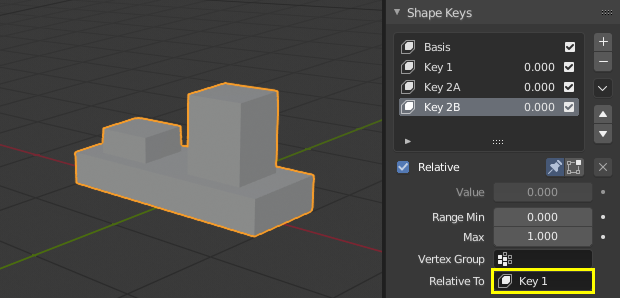 Shape Keys
Basis
Key 1 0.000
Key 2A 0.000
Key 2B 0.000
Relative
Value 0.000
Range Min 0.000
Max 1.000
Vertex Group
Relative To Key 1